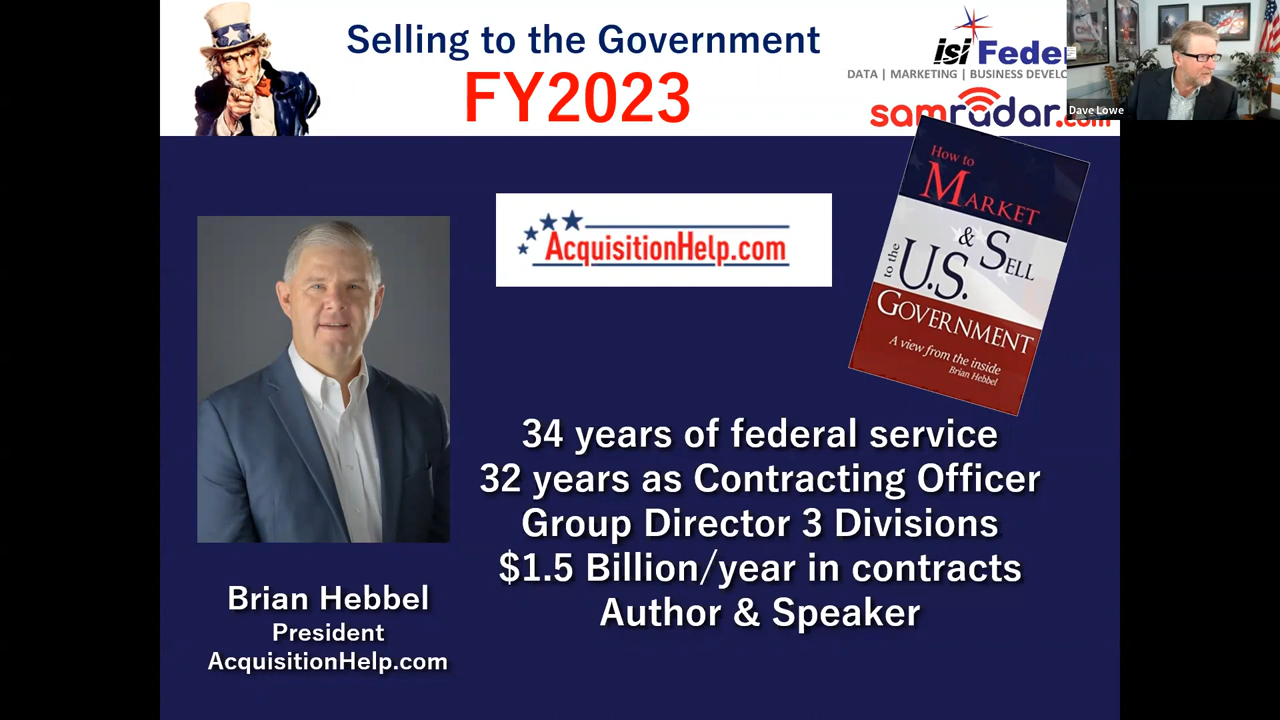 Selling to the Government
FY2023
isi Feder
DATA | MARKETING | BUSINESS DEVELO
samradar.com
Dave Lowe
How to
MARKET
& SELL
to the
U.S.
GOVERNMENT
A view from the inside
Brian Hebbel
AcquisitionHelp.com
34 years of federal service
32 years as Contracting Officer
Group Director 3 Divisions
$1.5 Billion/year in contracts
Author & Speaker
Brian Hebbel
President
AcquisitionHelp.com